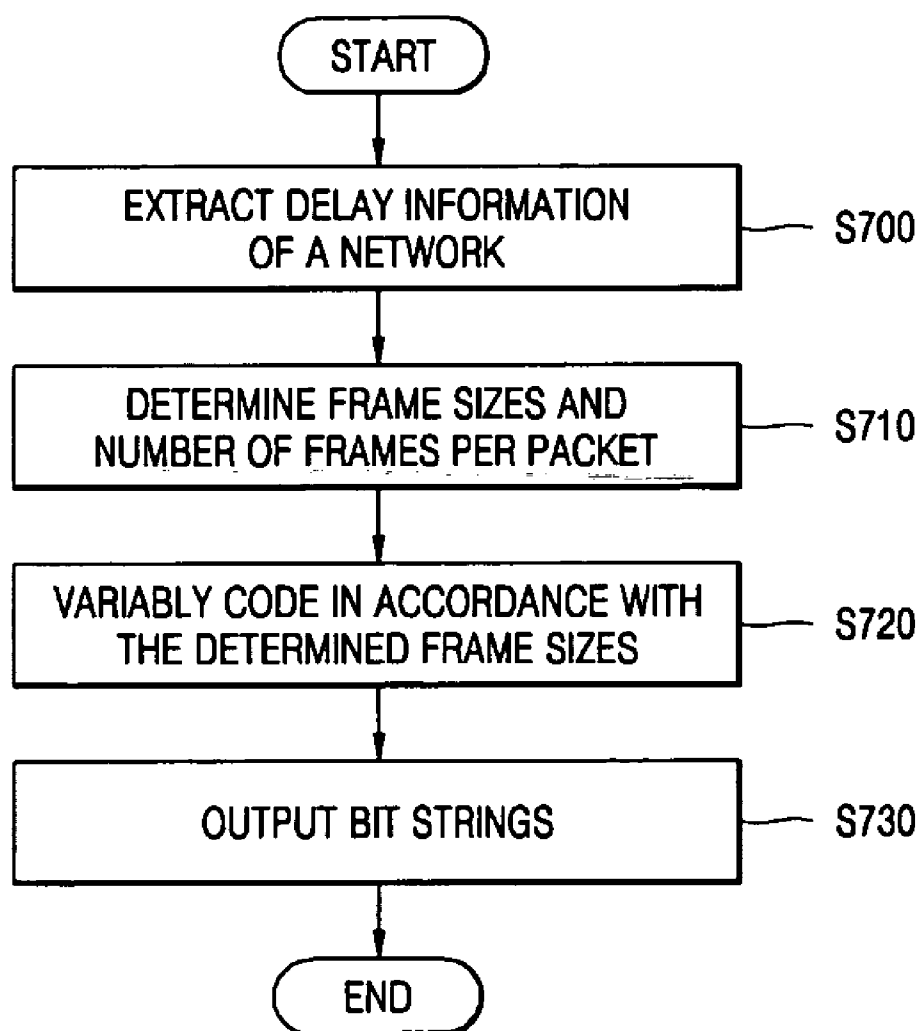 START
EXTRACT DELAY INFORMATION
OF A NETWORK
S700
DETERMINE FRAME SIZES AND
NUMBER OF FRAMES PER PACKET
S710
VARIABLY CODE IN ACCORDANCE WITH
THE DETERMINED FRAME SIZES
S720
OUTPUT BIT STRINGS
S730
END